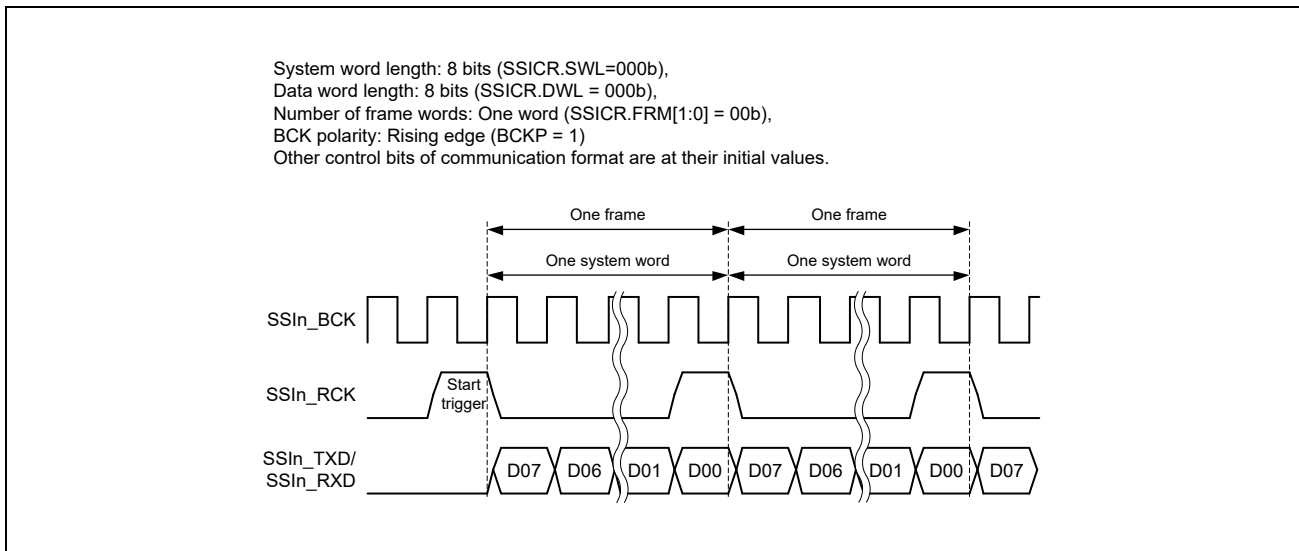 System word length: 8 bits (SSICR.SWL=000b),
Data word length: 8 bits (SSICR.DWL = 000b),
Number of frame words: One word (SSICR.FRM[1:0] = 00b),
BCK polarity: Rising edge (BCKP = 1)
Other control bits of communication format are at their initial values.
One frame One frame
One system word One system word
SSIn_BCK
SSIn_RCK
Start
trigger
SSIn_TXD/
SSIn_RXD
D07 D06 D01 D00 D07 D06 D01 D00 D07